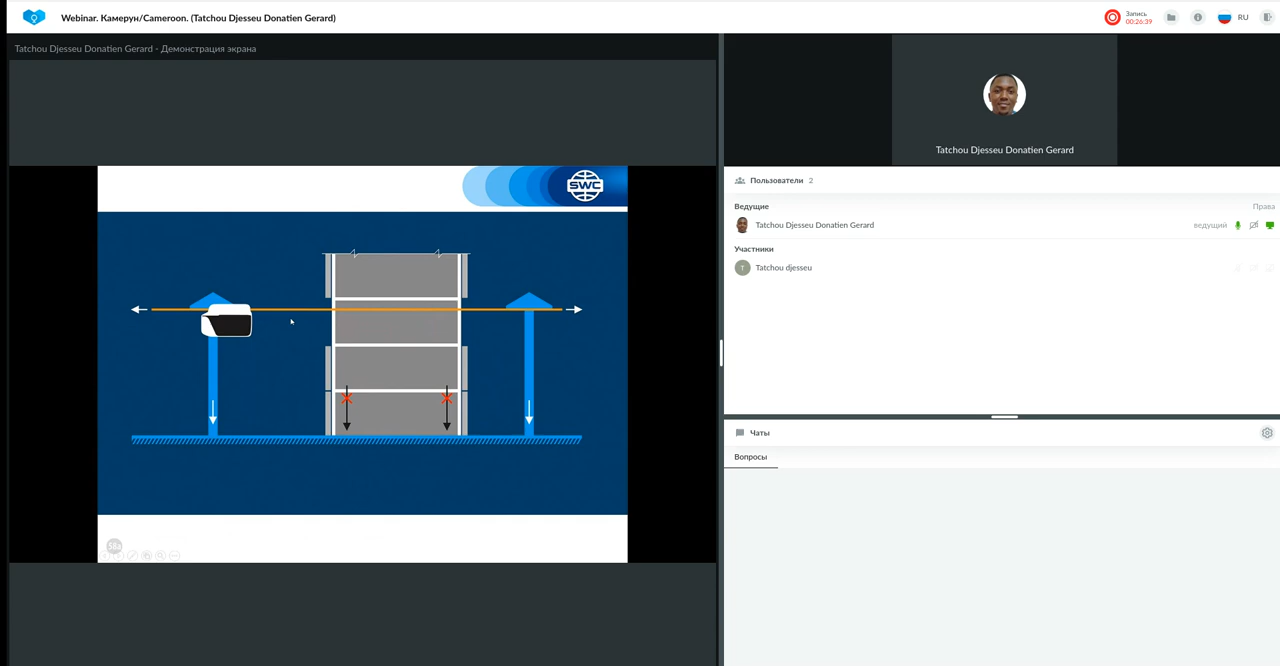 Webinar. Камерун/Cameroon. (Tatchou Djesseu Donatien Gerard)
Запись
00:26:39
RU
Tatchou Djesseu Donatien Gerard - Демонстрация экрана
SWC
58a
Tatchou Djesseu Donatien Gerard
Пользователи 2
Ведущие Права
Tatchou Djesseu Donatien Gerard ведущий
Участники
T Tatchou djesseu
Чаты
Вопросы